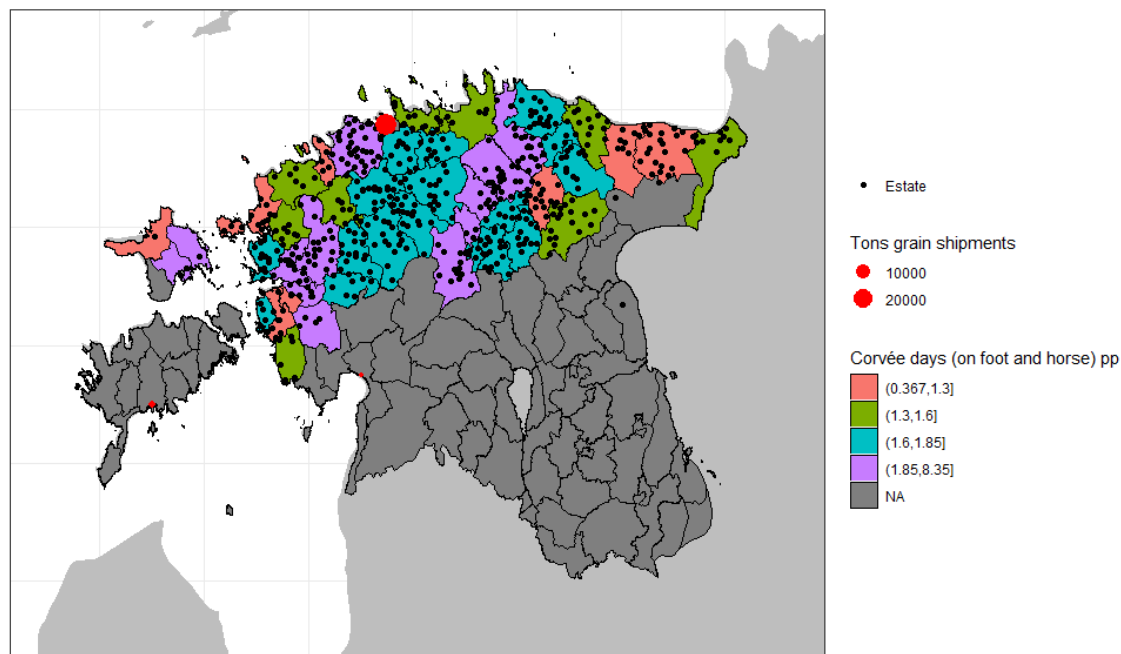 Estate
Tons grain shipments
10000
20000
Corvée days (on foot and horse) pp
(0.367,1.3]
(1.3,1.6]
(1.6,1.85]
(1.85,8.35]
NA